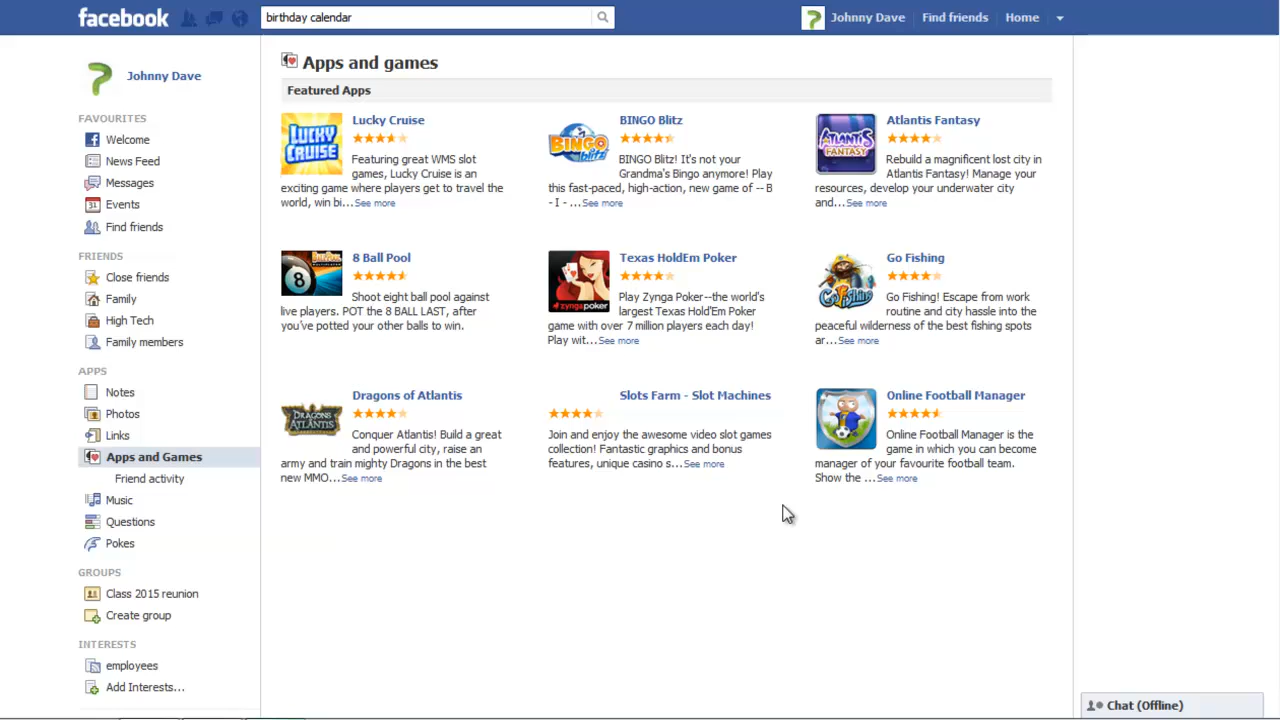 facebook
birthday calendar
Johnny Dave
Find friends
Home
Johnny Dave
FAVOURITES
Welcome
News Feed
Messages
31
Events
Find friends
FRIENDS
Close friends
Family
High Tech
Family members
APPS
Notes
Photos
Links
Apps and Games
Friend activity
Music
Questions
Pokes
GROUPS
Class 2015 reunion
Create group
INTERESTS
employees
Add Interests...
Apps and games
Featured Apps
LUCKY
CRUISE
Lucky Cruise
Featuring great WMS slot
games, Lucky Cruise is an
exciting game where players get to travel the
world, win bi...See more
BINGO
blitz
BINGO Blitz
BINGO Blitz! It's not your
Grandma's Bingo anymore! Play
this fast-paced, high-action, new game of -- B
- I - ...See more
ATLANTIS
FANTASY
Atlantis Fantasy
Rebuild a magnificent lost city in
Atlantis Fantasy! Manage your
resources, develop your underwater city
and...See more
8
8 Ball Pool
Shoot eight ball pool against
live players. POT the 8 BALL LAST, after
you've potted your other balls to win.
zyngapoker
Texas HoldEm Poker
Play Zynga Poker--the world's
largest Texas Hold'Em Poker
game with over 7 million players each day!
Play wit...See more
Go Fishing
Go Fishing
Go Fishing! Escape from work
routine and city hassle into the
peaceful wilderness of the best fishing spots
ar...See more
DRAGONS
ATLANTIS
Dragons of Atlantis
Conquer Atlantis! Build a great
and powerful city, raise an
army and train mighty Dragons in the best
new MMO...See more
Slots Farm - Slot Machines
Join and enjoy the awesome video slot games
collection! Fantastic graphics and bonus
features, unique casino s...See more
Online Football Manager
Online Football Manager is the
game in which you can become
manager of your favourite football team.
Show the ...See more
Chat (Offline)